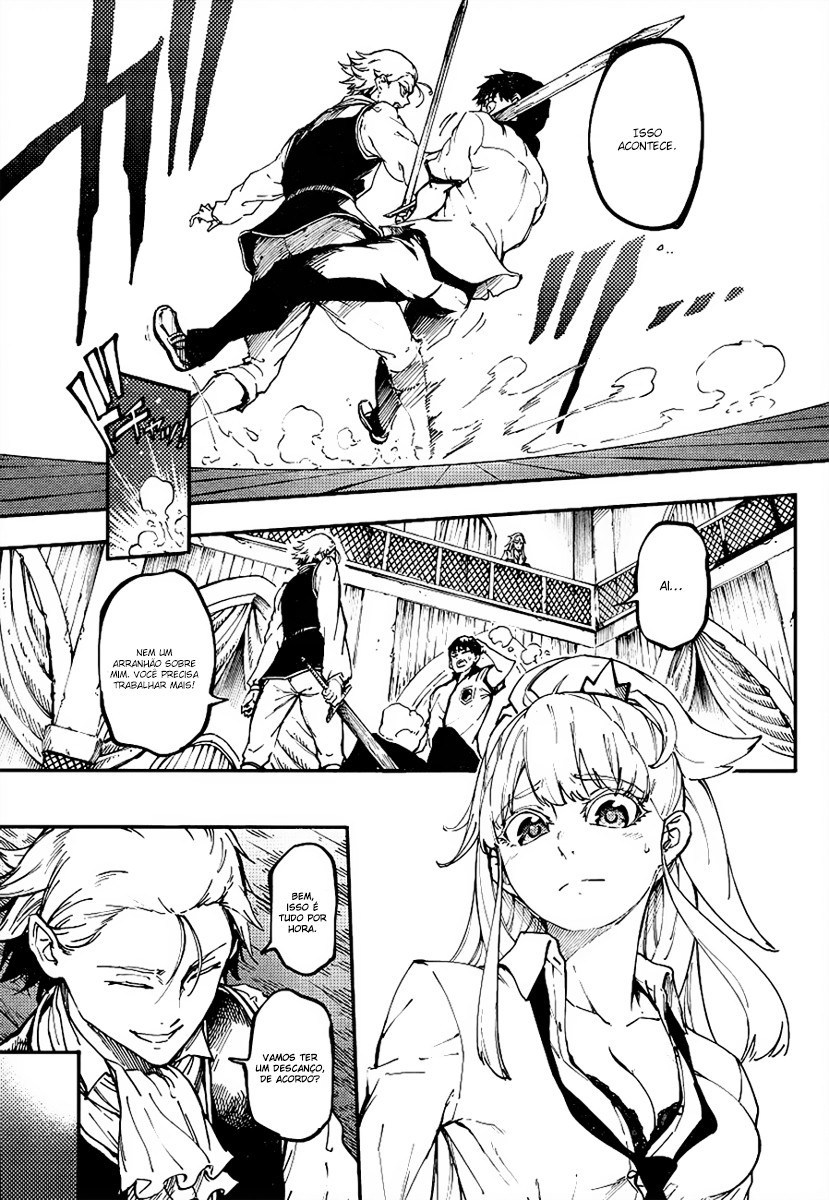 ISSO
ACONTECE.
AI...
NEM UM
ARRANHÃO SOBRE
MIM. VOCÊ PRECISA
TRABALHAR MAIS!
BEM,
ISSO É
TUDO POR
HORA.
VAMOS TER
UM DESCANÇO,
DE ACORDO?